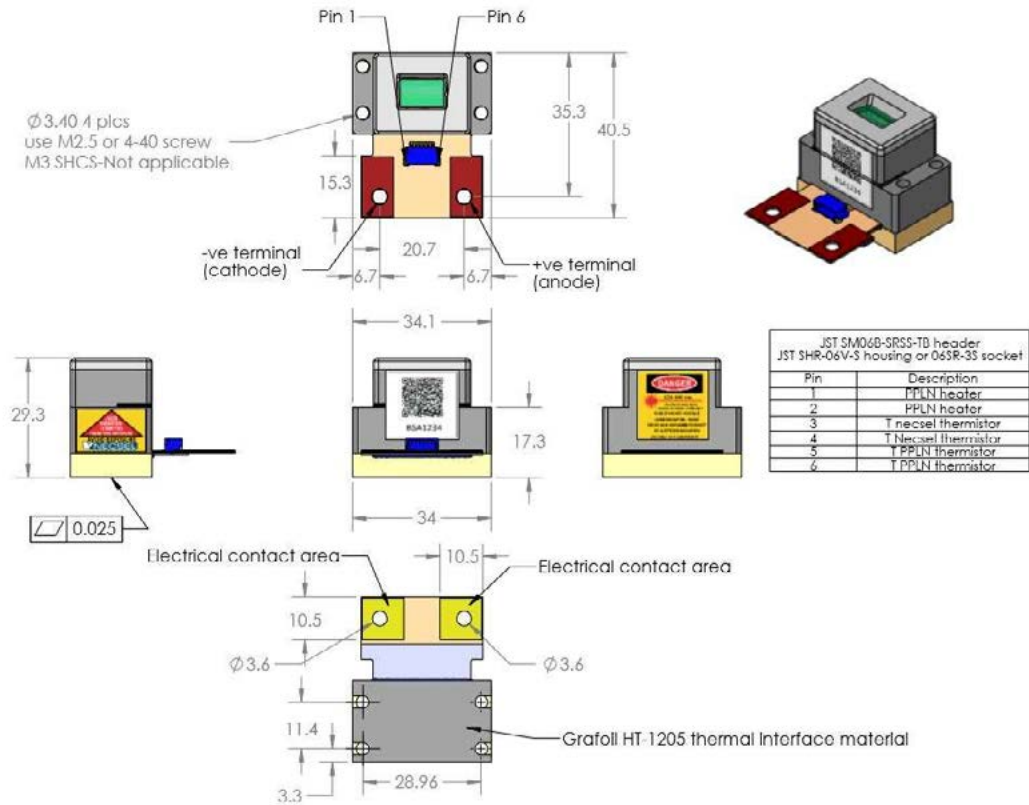 Pin 1
Pin 6
Ø3.40 4 plcs
use M2.5 or 4-40 screw
M3 SHCS-Not applicable.
35.3
40.5
15.3
-ve terminal
(cathode)
20.7
6.7
6.7
+ve terminal
(anode)
34.1
29.3
BSA1234
17.3
DANGER
34
0.025
JST SM06B-SRSS-TB header
JST SHR-06V-S housing or 06SR-3S socket
Pin Description
1 PPLN heater
2 PPLN heater
3 T necsel thermistor
4 T Necsel thermistor
5 T PPLN thermistor
6 T PPLN thermistor
BSA1234
Electrical contact area
10.5
Electrical contact area
10.5
Ø3.6
Ø3.6
11.4
Grafoil HT-1205 thermal interface material
3.3
28.96